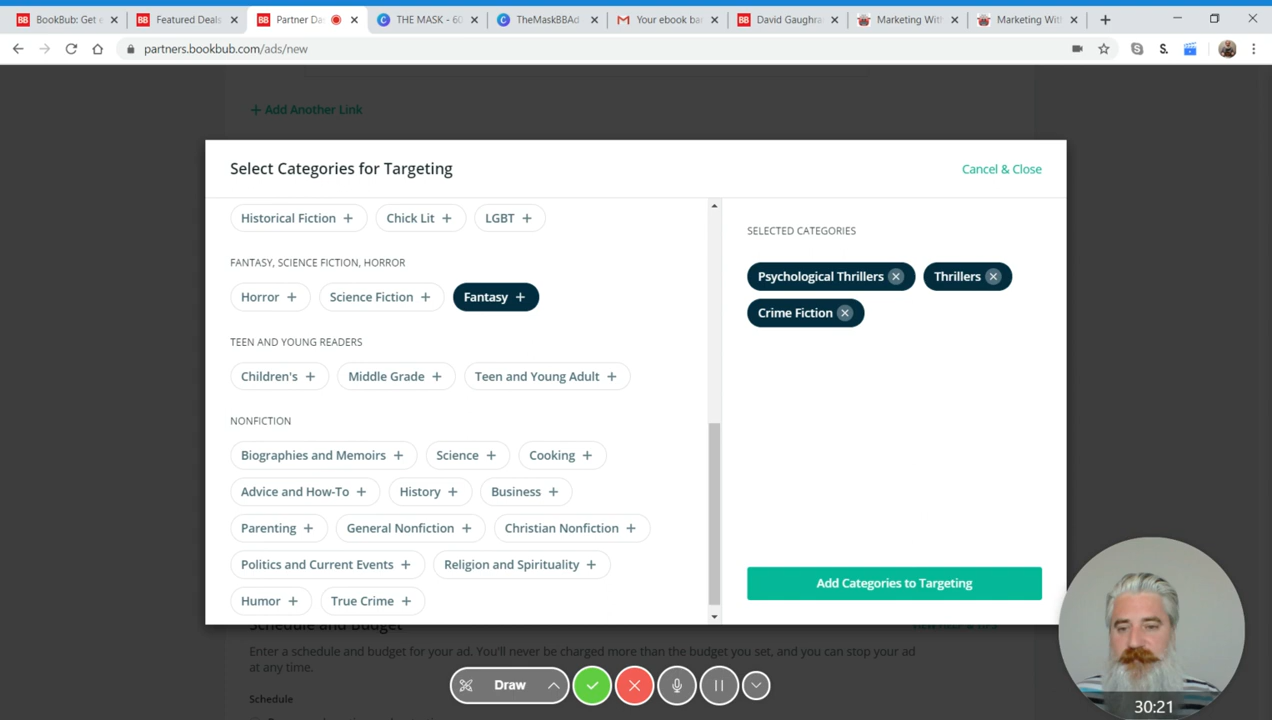 BookBub: Get e
Featured Deals
Partner Da
THE MASK - 60
TheMaskBBAd
Your ebook ba
David Gaughra
Marketing Wit
Marketing Wit
partners.bookbub.com/ads/new
+ Add Another Link
Select Categories for Targeting
Cancel & Close
Historical Fiction + Chick Lit + LGBT +
SELECTED CATEGORIES
FANTASY, SCIENCE FICTION, HORROR
Psychological Thrillers Thrillers
Horror + Science Fiction + Fantasy +
Crime Fiction
TEEN AND YOUNG READERS
Children's + Middle Grade + Teen and Young Adult +
NONFICTION
Biographies and Memoirs + Science + Cooking +
Advice and How-To + History + Business +
Parenting + General Nonfiction + Christian Nonfiction +
Politics and Current Events + Religion and Spirituality +
Add Categories to Targeting
Humor + True Crime +
Schedule and Budget
Enter a schedule and budget for your ad. You'll never be charged more than the budget you set, and you can stop your ad
at any time.
Draw
Schedule
30:21